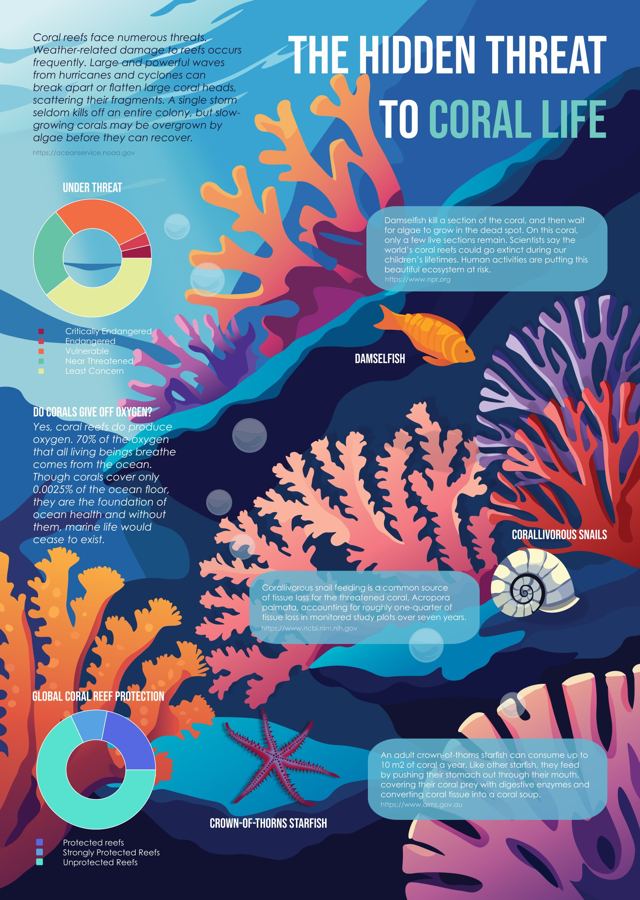 Coral reefs face numerous threats.
Weather-related damage to reefs occurs
frequently. Large and powerful waves
from hurricanes and cyclones can
break apart or flatten large coral heads,
scattering their fragments. A single storm
seldom kills off an entire colony, but slow-
growing corals may be overgrown by
algae before they can recover.
https://oceanservice.noaa.gov
THE HIDDEN THREAT
TO CORAL LIFE
UNDER THREAT
Critically Endangered
Endangered
Vulnerable
Near Threatened
Least Concern
Damselfish kill a section of the coral, and then wait
for algae to grow in the dead spot. On this coral,
only a few live sections remain. Scientists say the
world's coral reefs could go extinct during our
children's lifetimes. Human activities are putting this
beautiful ecosystem at risk.
https://www.npr.org
DAMSELFISH
DO CORALS GIVE OFF OXYGEN?
Yes, coral reefs do produce
oxygen. 70% of the oxygen
that all living beings breathe
comes from the ocean.
Though corals cover only
0.0025% of the ocean floor,
they are the foundation of
ocean health and without
them, marine life would
cease to exist.
CORALLIVOROUS SNAILS
Corallivorous snail feeding is a common source
of tissue loss for the threatened coral, Acropora
palmata, accounting for roughly one-quarter of
tissue loss in monitored study plots over seven years.
https://www.ncbi.nlm.nih.gov
GLOBAL CORAL REEF PROTECTION
Protected reefs
Strongly Protected Reefs
Unprotected Reefs
CROWN-OF-THORNS STARFISH
An adult crown-of-thorns starfish can consume up to
10 m2 of coral a year. Like other starfish, they feed
by pushing their stomach out through their mouth,
covering their coral prey with digestive enzymes and
converting coral tissue into a coral soup.
https://www.aims.gov.au